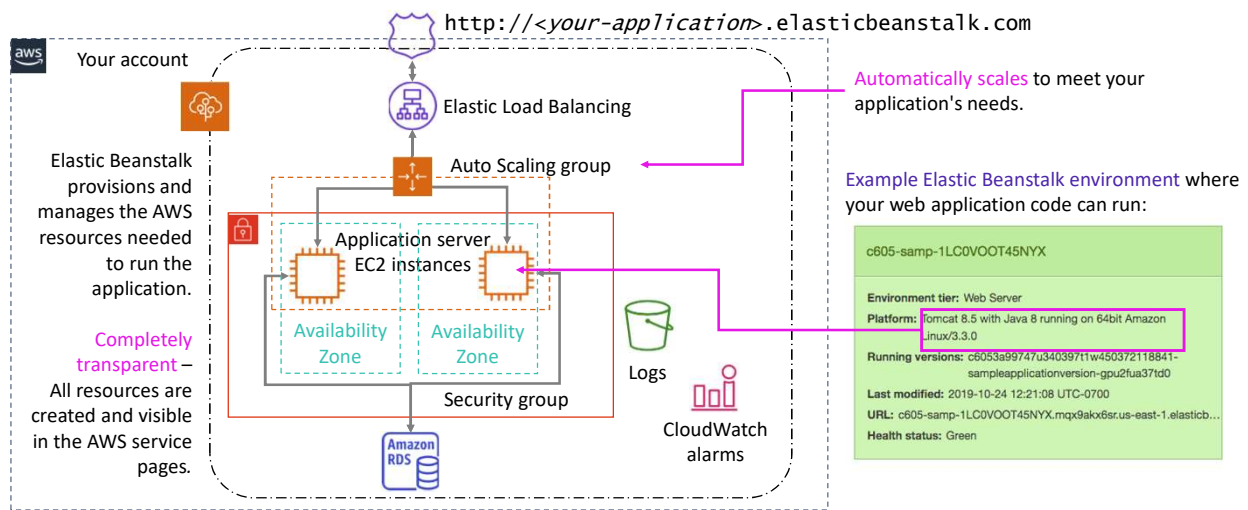 http://<your-application>.elasticbeanstalk.com
aws
Your account
Elastic Load Balancing
Auto Scaling group
Elastic Beanstalk
provisions and
manages the AWS
resources needed
to run the
application.
Completely
transparent –
All resources are
created and visible
in the AWS service
pages.
Application server
EC2 instances
Availability
Zone
Availability
Zone
Security group
Amazon
RDS
Logs
CloudWatch
alarms
Automatically scales to meet your
application's needs.
Example Elastic Beanstalk environment where
your web application code can run:
c605-samp-1LC0VOOT45NYX
Environment tier: Web Server
Platform: Tomcat 8.5 with Java 8 running on 64bit Amazon
Linux/3.3.0
Running versions: c6053a99747u340397t1w450372118841-
sampleapplicationversion-gpu2fua37td0
Last modified: 2019-10-24 12:21:08 UTC-0700
URL: c605-samp-1LC0VOOT45NYX.mqx9akx6sr.us-east-1.elasticb...
Health status: Green